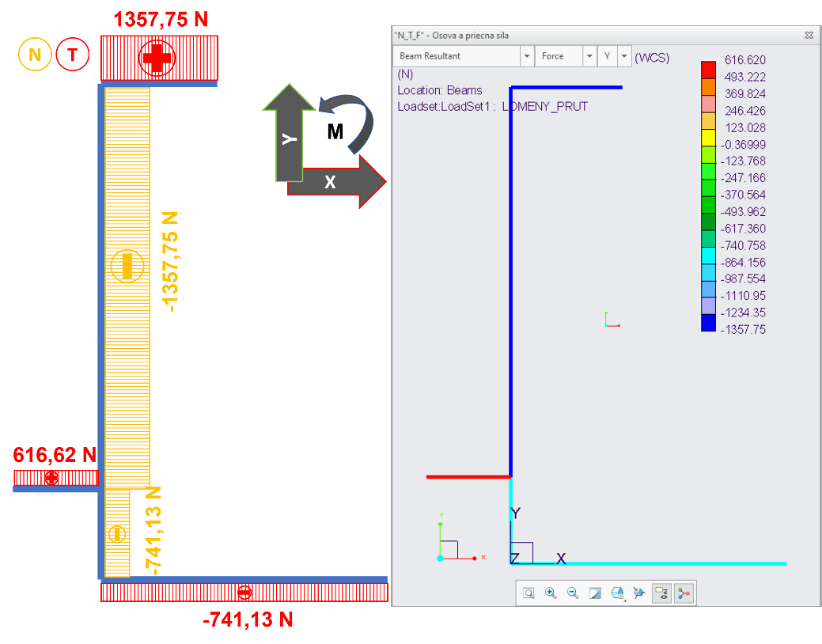 1357,75 N
N T
Y
M
X
-1357,75 N
616,62 N
-741,13 N
-741,13 N
"N_T_F" - Osova a priecna sila
Beam Resultant Force Y (WCS)
(N)
Location: Beams
Loadset:LoadSet1 : LOMENY_PRUT
616.620
493.222
369.824
246.426
123.028
-0.36999
-123.768
-247.166
-370.564
-493.962
-617.360
-740.758
-864.156
-987.554
-1110.95
-1234.35
-1357.75
Y
Z X
Y
X